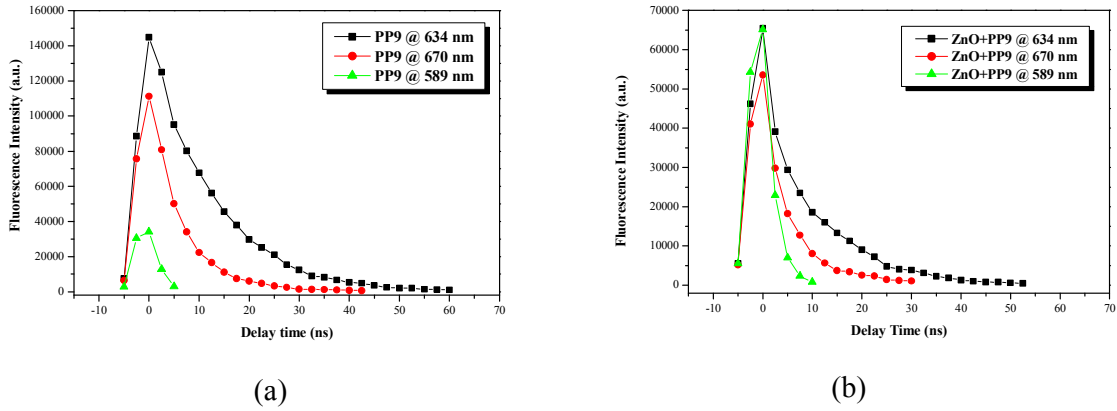 160000
140000
120000
100000
80000
60000
40000
20000
0
Fluorescence Intensity (a.u.)
-10 0 10 20 30 40 50 60 70
Delay time (ns)
PP9 @ 634 nm
PP9 @ 670 nm
PP9 @ 589 nm
(a)
70000
60000
50000
40000
30000
20000
10000
0
Fluorescence Intensity (a.u.)
-10 0 10 20 30 40 50 60 70
Delay Time (ns)
ZnO+PP9 @ 634 nm
ZnO+PP9 @ 670 nm
ZnO+PP9 @ 589 nm
(b)